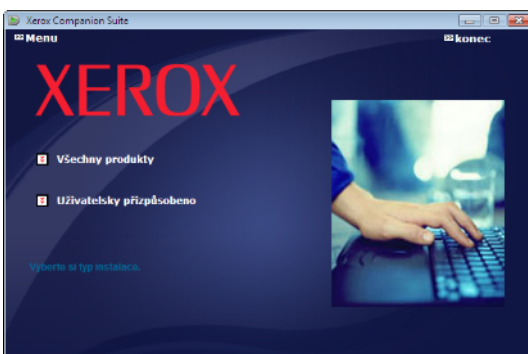 Xerox Companion Suite
Menu
konec
XEROX
Všechny produkty
Uživatelsky přizpůsobeno
Vyberte si typ instalace.